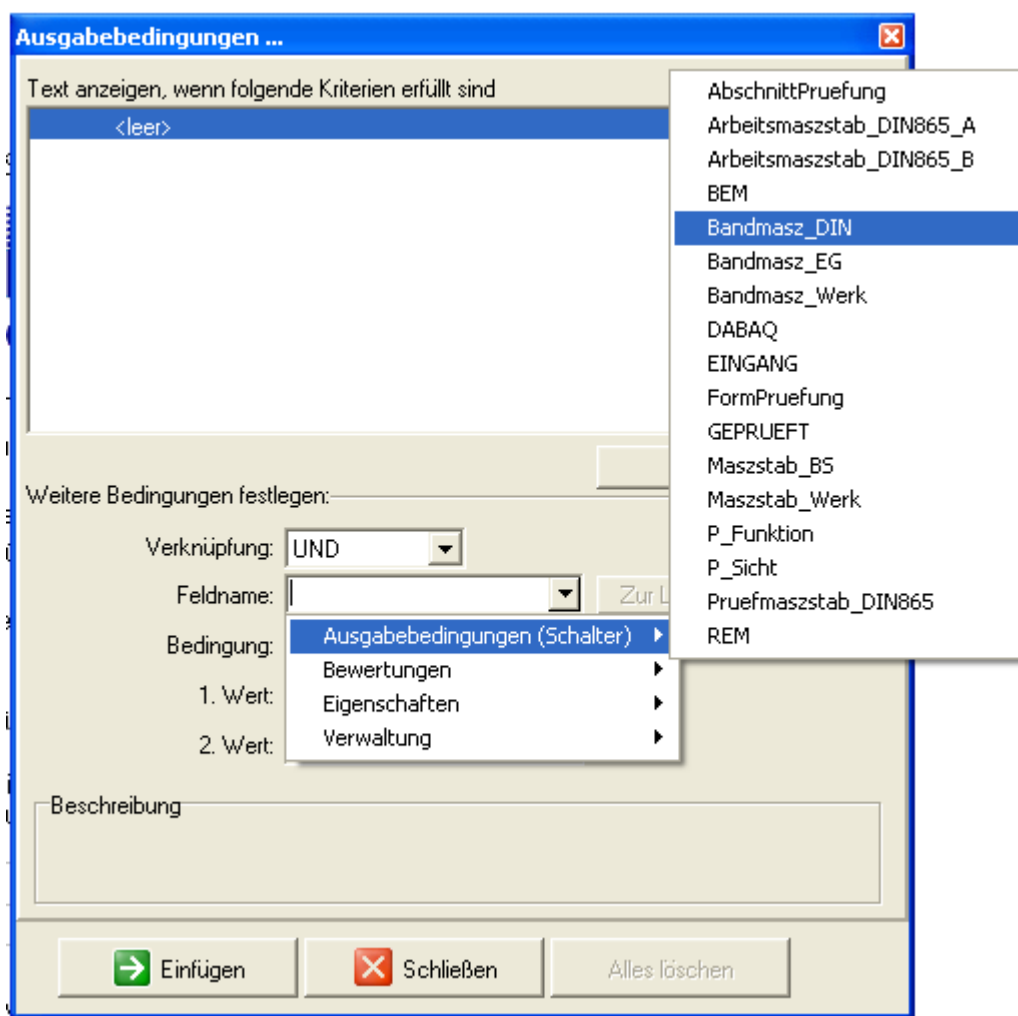 Ausgabebedingungen ...
Text anzeigen, wenn folgende Kriterien erfüllt sind
<leer>
AbschnittPruefung
Arbeitsmaszstab_DIN865_A
Arbeitsmaszstab_DIN865_B
BEM
Bandmasz_DIN
Bandmasz_EG
Bandmasz_Werk
DABAQ
EINGANG
FormPruefung
GEPRUEFT
Maszstab_BS
Maszstab_Werk
P_Funktion
P_Sicht
Pruefmaszstab_DIN865
REM
Weitere Bedingungen festlegen:
Verknüpfung: UND
Feldname:
Zur L
Bedingung:
1. Wert:
2. Wert:
Ausgabebedingungen (Schalter)
Bewertungen
Eigenschaften
Verwaltung
Beschreibung
Einfügen
Schließen
Alles löschen